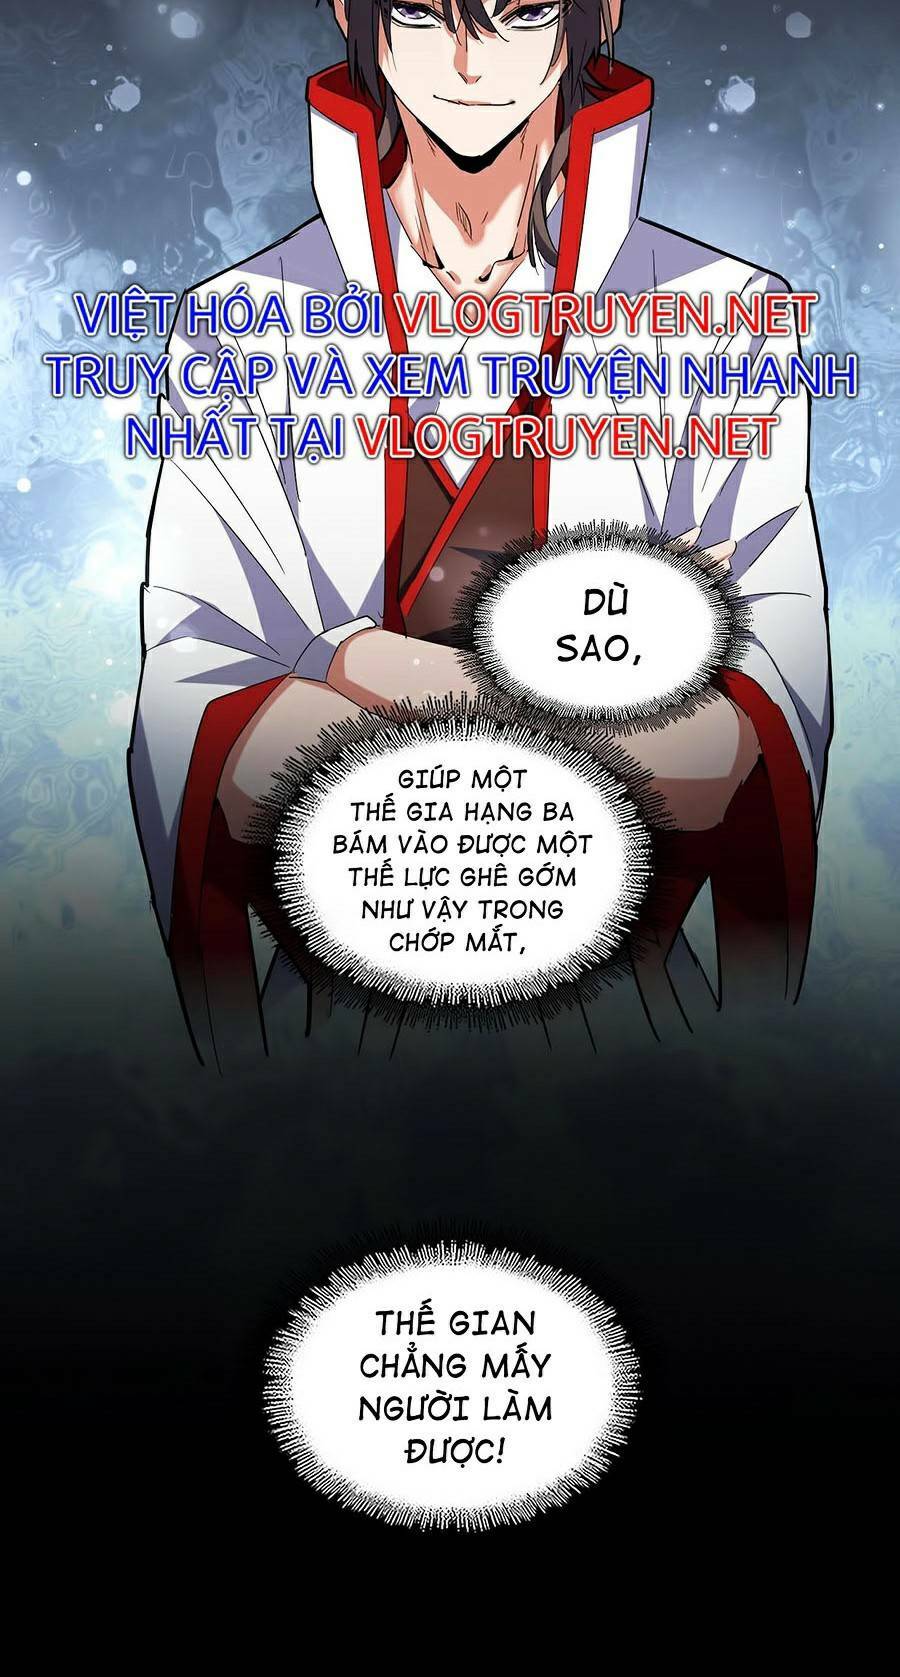 VIỆT HÓA BỞI VLOGTRUYEN.NET
TRUY CẬP VÀ XEM TRUYỆN NHANH
NHẤT TẠI VLOGTRUYEN.NET
DÙ
SAO,
GIÚP MỘT
THẾ GIA HẠNG BA
BÁM VÀO ĐƯỢC MỘT
THẾ LỰC GHÊ GỚM
NHƯ VẬY TRONG
CHỚP MẮT,
THẾ GIAN
CHẲNG MẤY
NGƯỜI LÀM
ĐƯỢC!